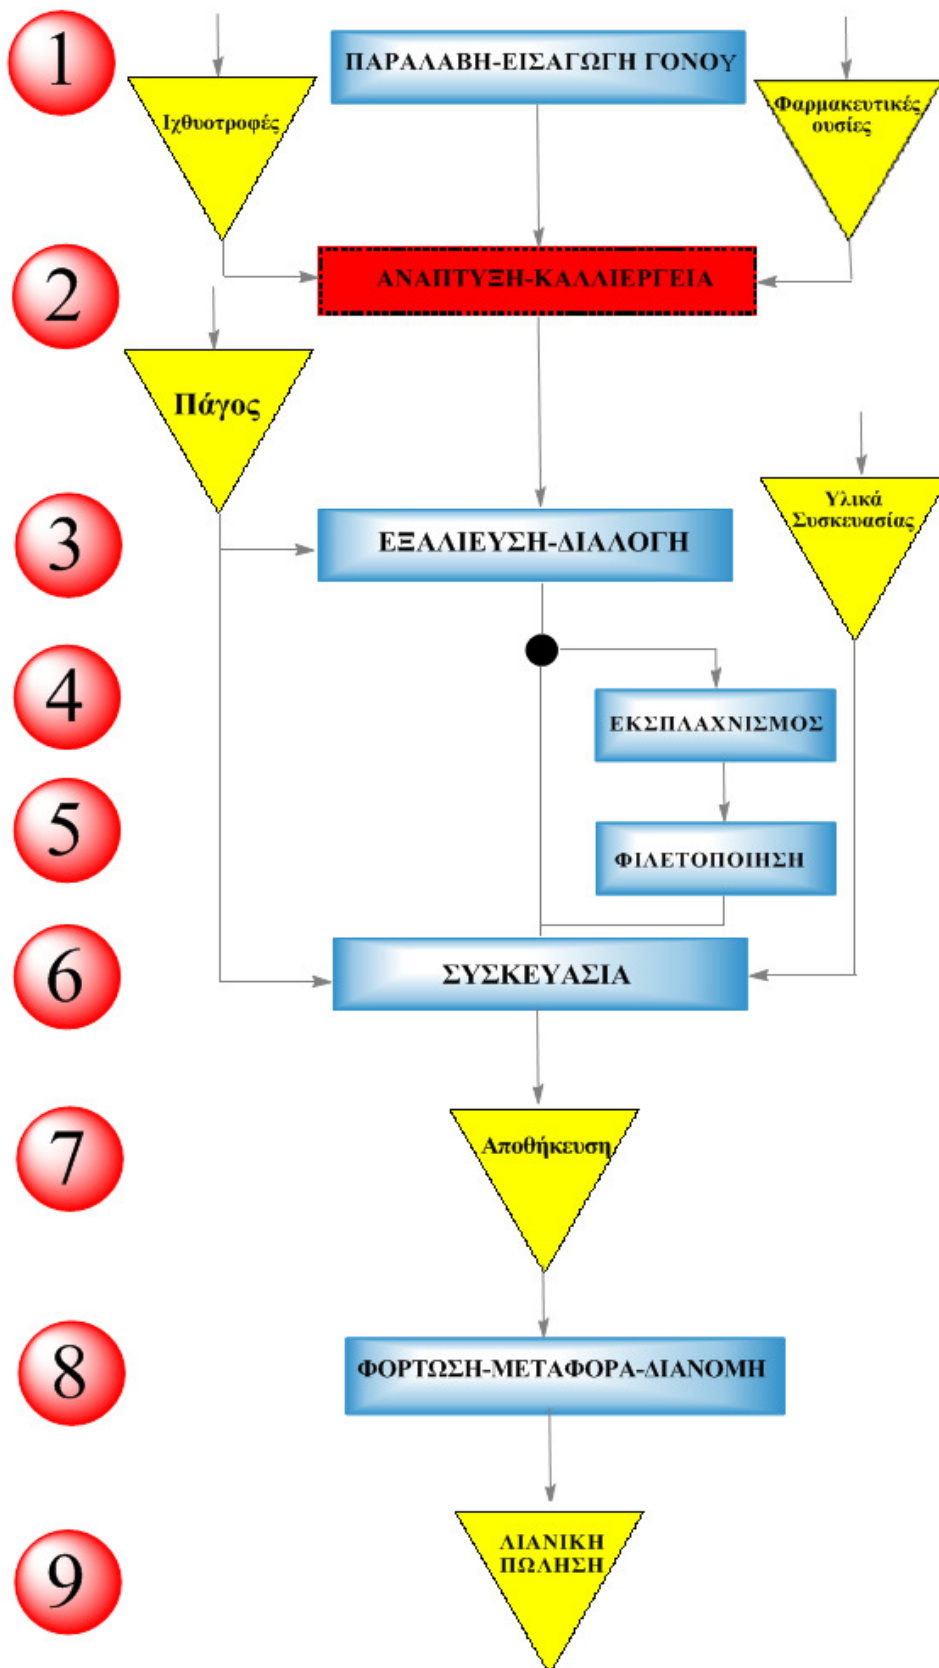 1
ΠΑΡΑΛΑΒΗ-ΕΙΣΑΓΩΓΗ ΓΟΝΟΥ
Ιχθυοτροφές
Φαρμακευτικές
ουσίες
2
ΑΝΑΠΤΥΞΗ-ΚΑΛΛΙΕΡΓΕΙΑ
Πάγος
Υλικά
Συσκευασίας
3
ΕΞΑΛΙΕΥΣΗ-ΔΙΑΛΟΓΗ
4
ΕΚΣΠΛΑΧΝΙΣΜΟΣ
5
ΦΙΛΕΤΟΠΟΙΗΣΗ
6
ΣΥΣΚΕΥΑΣΙΑ
7
Αποθήκευση
8
ΦΟΡΤΩΣΗ-ΜΕΤΑΦΟΡΑ-ΔΙΑΝΟΜΗ
9
ΛΙΑΝΙΚΗ
ΠΩΛΗΣΗ